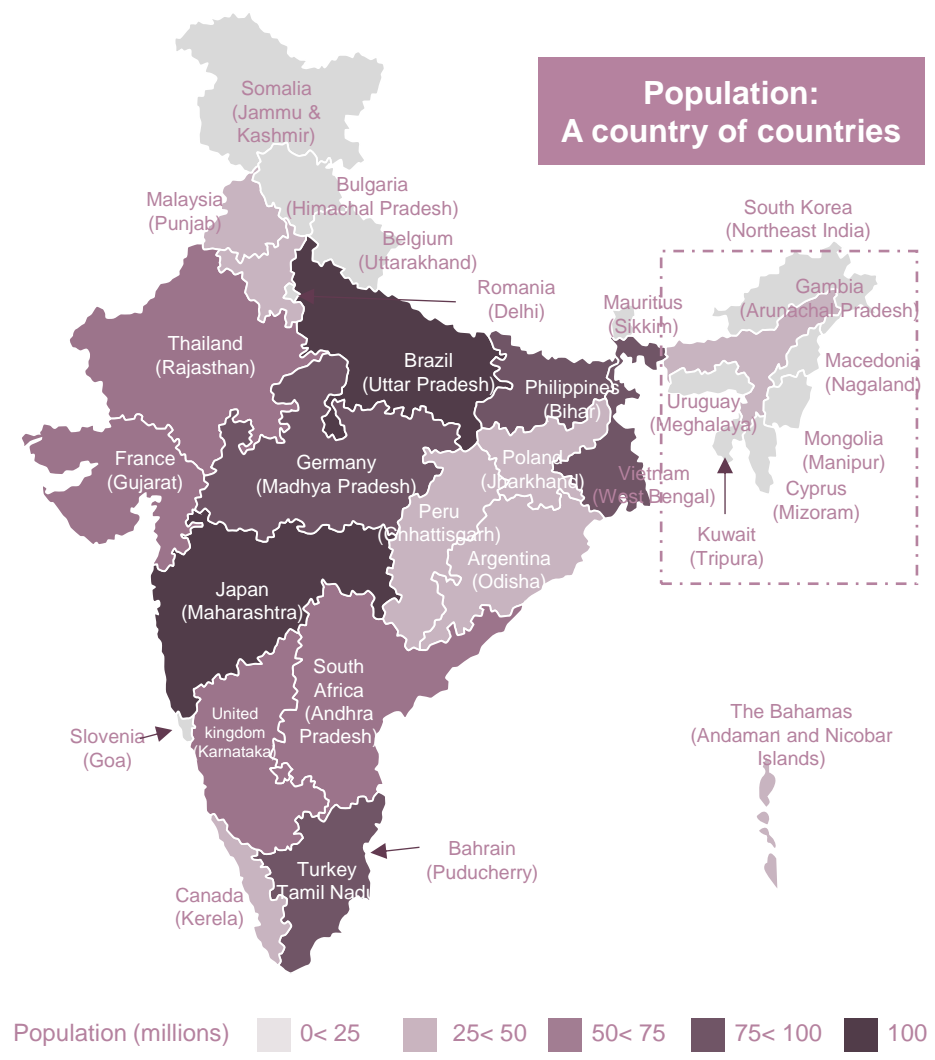 Population:
A country of countries
Somalia
(Jammu &
Kashmir)
Bulgaria
(Himachal Pradesh)
Malaysia
(Punjab)
Belgium
(Uttarakhand)
South Korea
(Northeast India)
Romania
(Delhi)
Mauritius
(Sikkim)
Gambia
(Arunachal Pradesh)
Thailand
(Rajasthan)
Brazil
(Uttar Pradesh)
Philippines
(Bihar)
Macedonia
(Nagaland)
Uruguay
(Meghalaya)
Mongolia
(Manipur)
France
(Gujarat)
Germany
(Madhya Pradesh)
Poland
(Jharkhand)
Vietnam
(West Bengal)
Cyprus
(Mizoram)
Peru
(Chhattisgarh)
Kuwait
(Tripura)
Argentina
(Odisha)
Japan
(Maharashtra)
South
Africa
(Andhra
Pradesh)
United
kingdom
(Karnataka)
Slovenia
(Goa)
The Bahamas
(Andaman and Nicobar
Islands)
Bahrain
(Puducherry)
Turkey
(Tamil Nadu
Canada
(Kerela)
Population (millions)
0< 25
25< 50
50< 75
75< 100
100